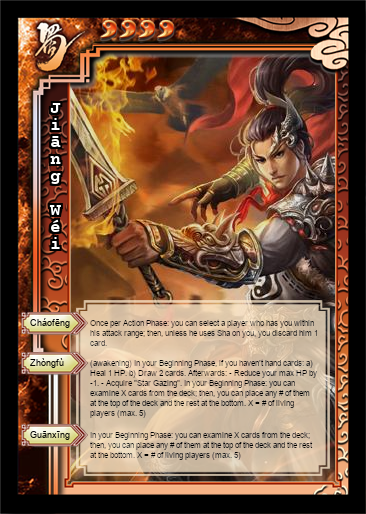 蜀
Jiāng Wéi
Cháofēng
Once per Action Phase: you can select a player who has you within
his attack range; then, unless he uses Sha on you, you discard him 1
card.
Zhòngfù
(awakening) In your Beginning Phase, if you haven't hand cards: a)
Heal 1 HP; b) Draw 2 cards. Afterwards: - Reduce your max HP by
-1. - Acquire "Star Gazing". In your Beginning Phase: you can
examine X cards from the deck; then, you can place any # of them
at the top of the deck and the rest at the bottom. X = # of living
players (max. 5)
Guānxīng
In your Beginning Phase: you can examine X cards from the deck;
then, you can place any # of them at the top of the deck and the rest
at the bottom. X = # of living players (max. 5)